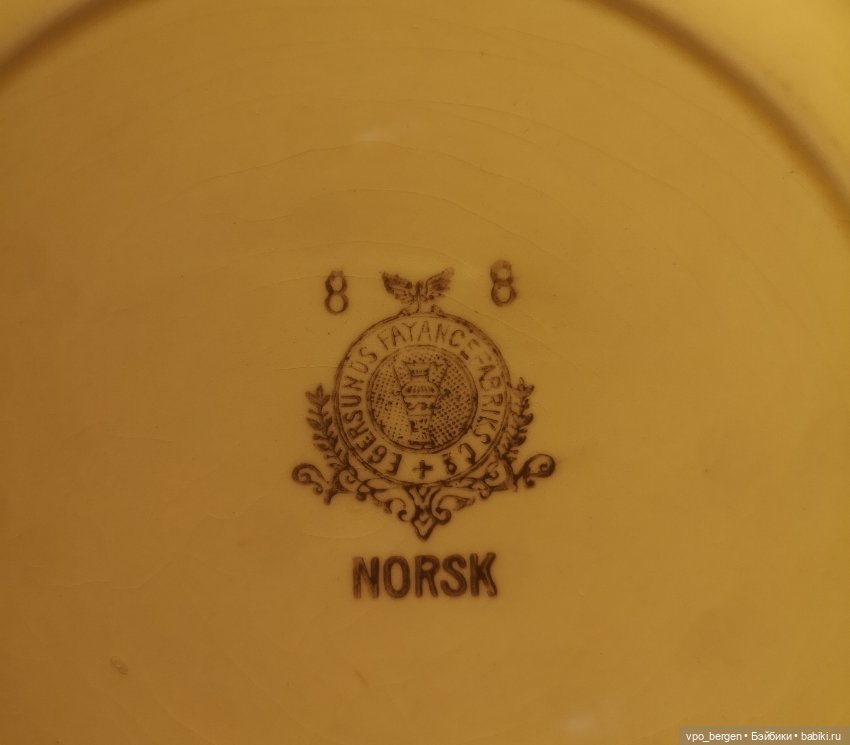 8 8
EGERSUNDS FAYANCEFABRIKS Co
NORSK
vpo_bergen • Бэйбики • babiki.ru